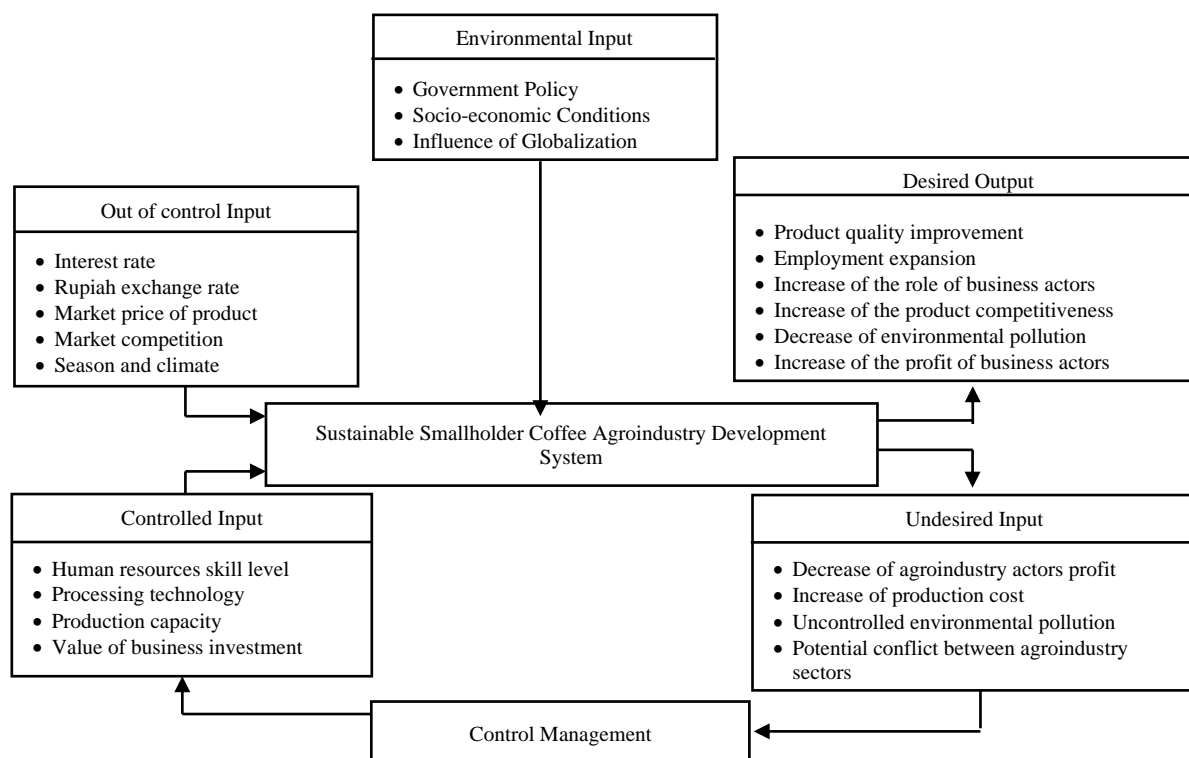 Environmental Input
• Government Policy
• Socio-economic Conditions
• Influence of Globalization
Out of control Input
• Interest rate
• Rupiah exchange rate
• Market price of product
• Market competition
• Season and climate
Desired Output
• Product quality improvement
• Employment expansion
• Increase of the role of business actors
• Increase of the product competitiveness
• Decrease of environmental pollution
• Increase of the profit of business actors
Sustainable Smallholder Coffee Agroindustry Development
System
Controlled Input
• Human resources skill level
• Processing technology
• Production capacity
• Value of business investment
Undesired Input
• Decrease of agroindustry actors profit
• Increase of production cost
• Uncontrolled environmental pollution
• Potential conflict between agroindustry
sectors
Control Management